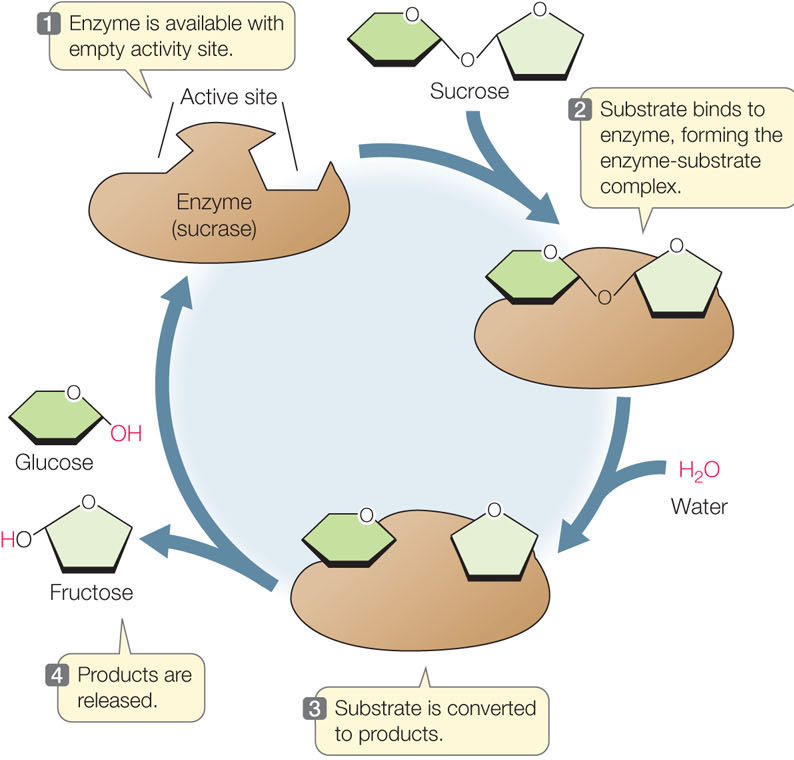 1 Enzyme is available with
empty activity site.
Active site
Enzyme
(sucrase)
O
O
O
Sucrose
2 Substrate binds to
enzyme, forming the
enzyme-substrate
complex.
O
O
O
H₂O
Water
O
O
3 Substrate is converted
to products.
O
OH
Glucose
O
HO
Fructose
4 Products are
released.